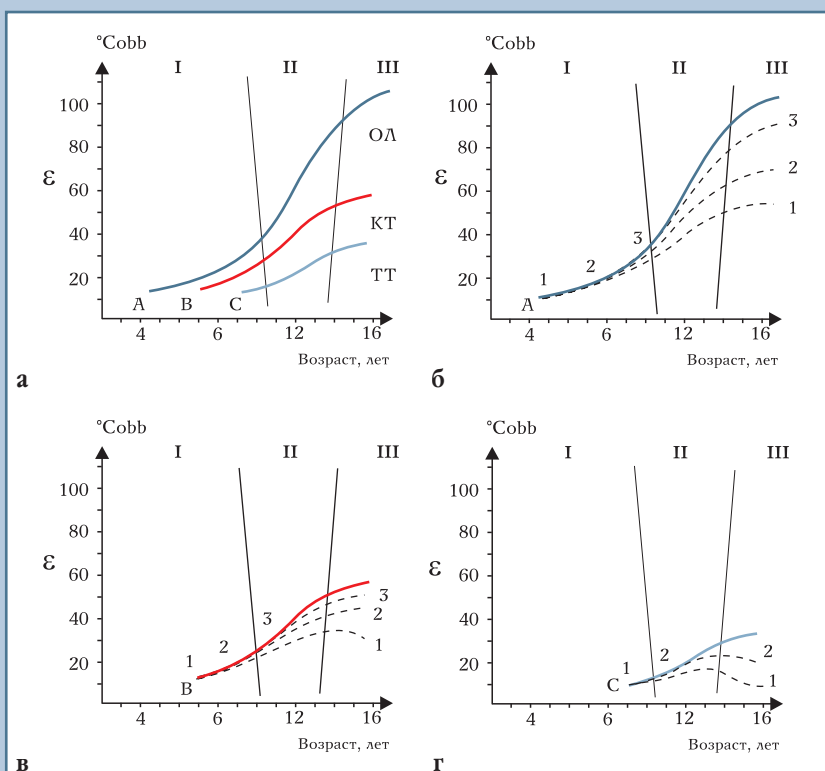 °Cobb
I II III
100
80
60
40
20
ε
ОЛ
КТ
ТТ
A B C
4 6 12 16
Возраст, лет
а
°Cobb
I II III
100
80
60
40
20
ε
3
2
1
1 2 3
A
4 6 12 16
Возраст, лет
б
°Cobb
I II III
100
80
60
40
20
ε
3
2
1
1 2 3
B
4 6 12 16
Возраст, лет
в
°Cobb
I II III
100
80
60
40
20
ε
2
1
1 2
C
4 6 12 16
Возраст, лет
г